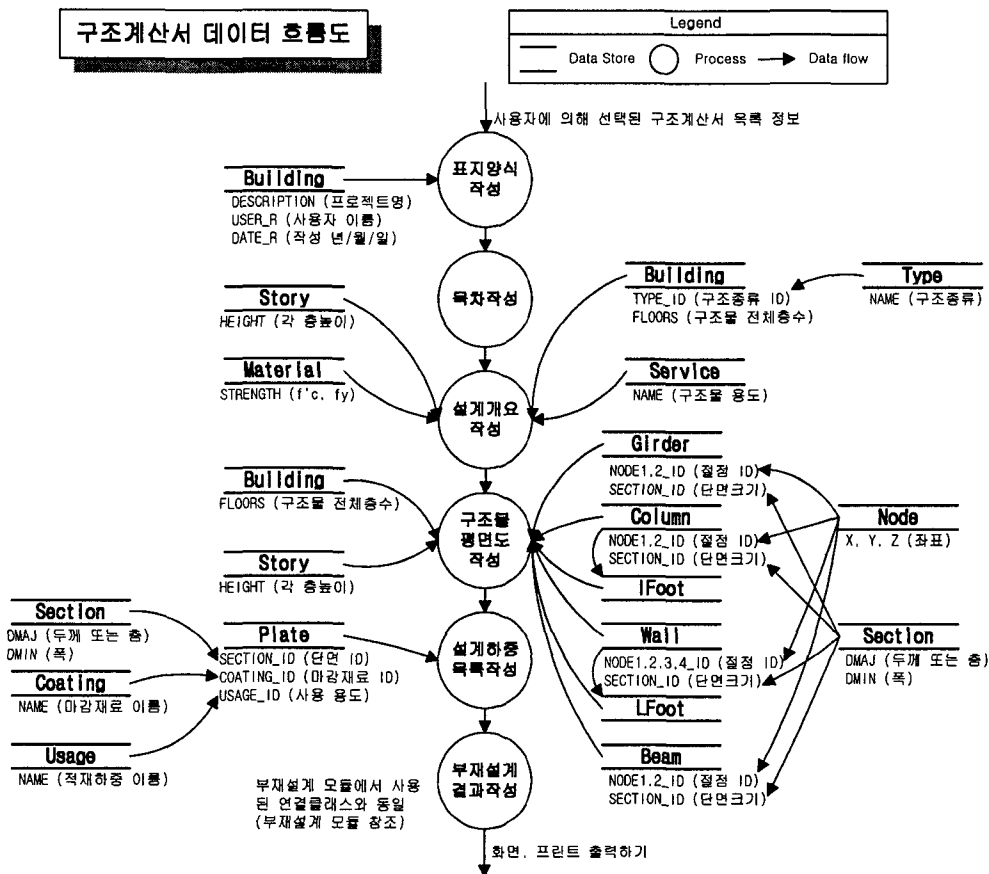 구조계산서 데이터 흐름도
Legend
Data Store
Process
Data flow
사용자에 의해 선택된 구조계산서 목록 정보
표지양식
작성
Building
DESCRIPTION (프로젝트명)
USER_R (사용자 이름)
DATE_R (작성 년/월/일)
목차작성
Story
HEIGHT (각 층높이)
Material
STRENGTH (f'c, fy)
Building
TYPE_ID (구조종류 ID)
FLOORS (구조물 전체층수)
Type
NAME (구조종류)
Service
NAME (구조물 용도)
설계개요
작성
Building
FLOORS (구조물 전체층수)
Story
HEIGHT (각 층높이)
구조물
평면도
작성
Girder
NODE1.2_ID (절점 ID)
SECTION_ID (단면크기)
Column
NODE1.2_ID (절점 ID)
SECTION_ID (단면크기)
IFoot
Wall
NODE1.2.3.4_ID (절점 ID)
SECTION_ID (단면크기)
LFoot
Beam
NODE1.2_ID (절점 ID)
SECTION_ID (단면크기)
Node
X, Y, Z (좌표)
Section
DMAJ (두께 또는 춤)
DMIN (폭)
Section
DMAJ (두께 또는 춤)
DMIN (폭)
Coating
NAME (마감재료 이름)
Usage
NAME (적재하중 이름)
Plate
SECTION_ID (단면 ID)
COATING_ID (마감재료 ID)
USAGE_ID (사용 용도)
설계하중
목록작성
부재설계
결과작성
부재설계 모듈에서 사용
된 연결클래스와 동일
(부재설계 모듈 참조)
화면, 프린트 출력하기